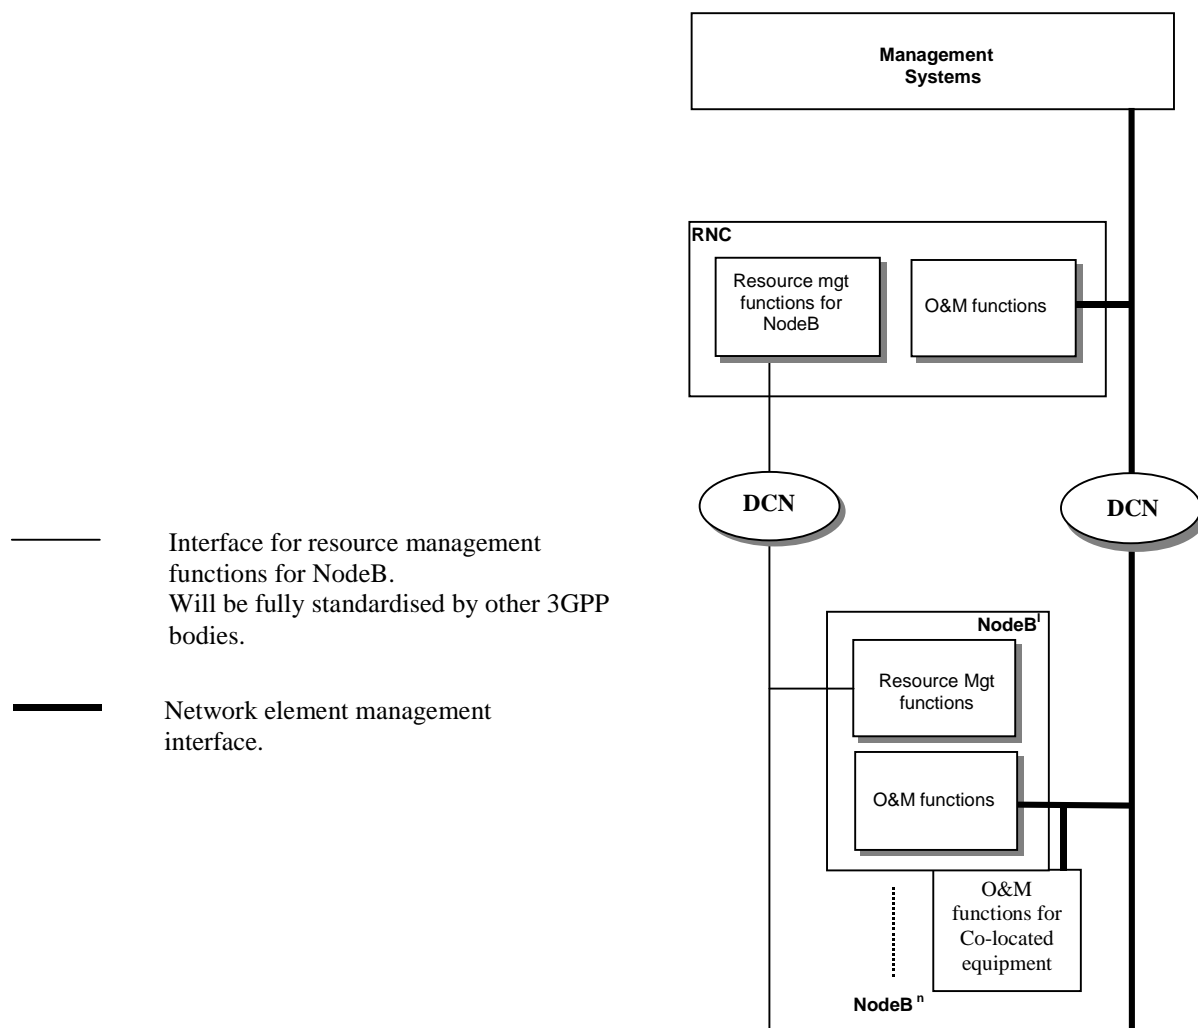 Management
Systems
RNC
Resource mgt
functions for
NodeB
O&M functions
DCN
DCN
Interface for resource management
functions for NodeB.
Will be fully standardised by other 3GPP
bodies.
NodeB^l
Resource Mgt
functions
Network element management
interface.
O&M functions
O&M
functions for
Co-located
equipment
NodeB^n